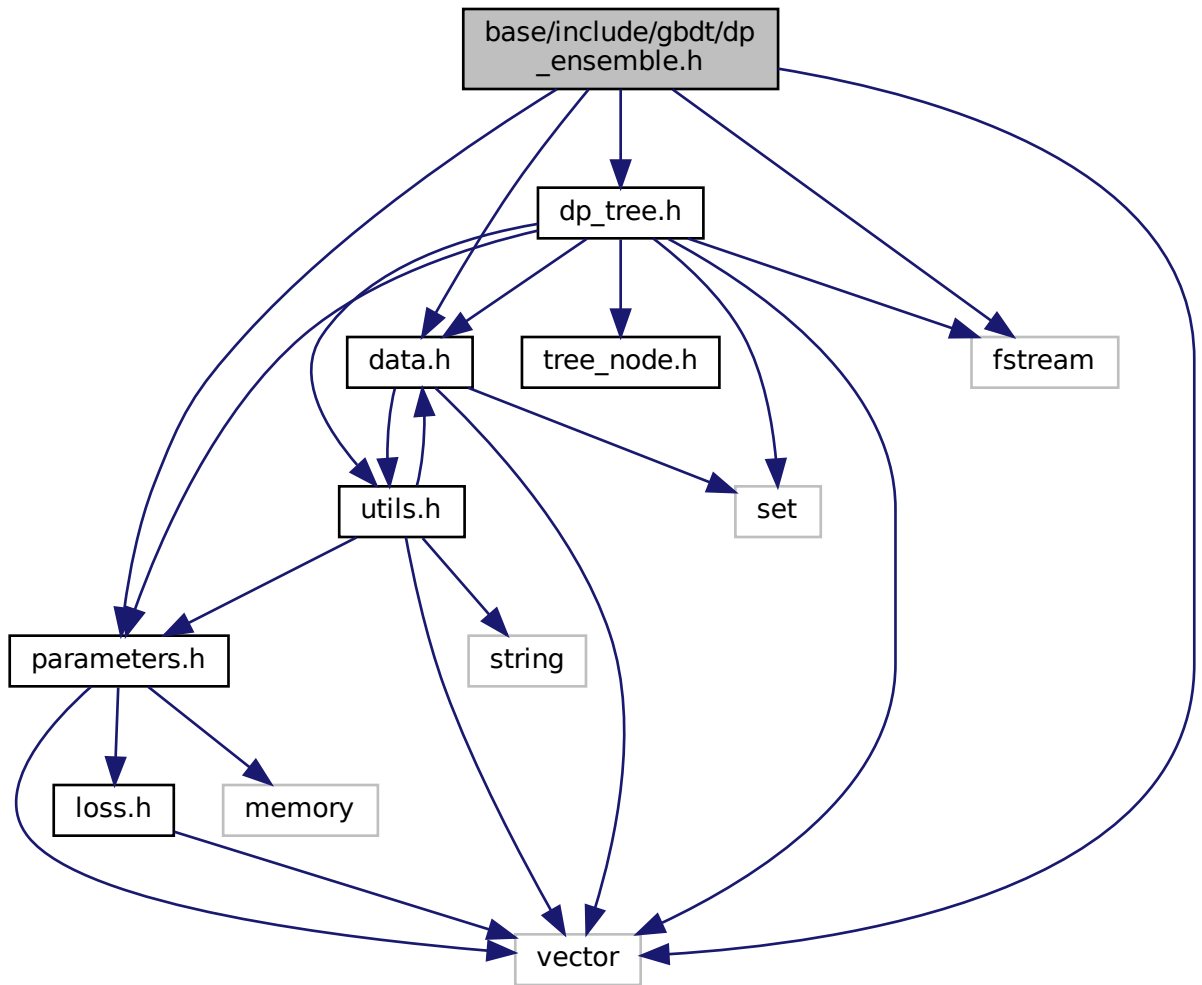 base/include/gbdt/dp
_ensemble.h
dp_tree.h
data.h
tree_node.h
fstream
utils.h
set
parameters.h
string
loss.h
memory
vector